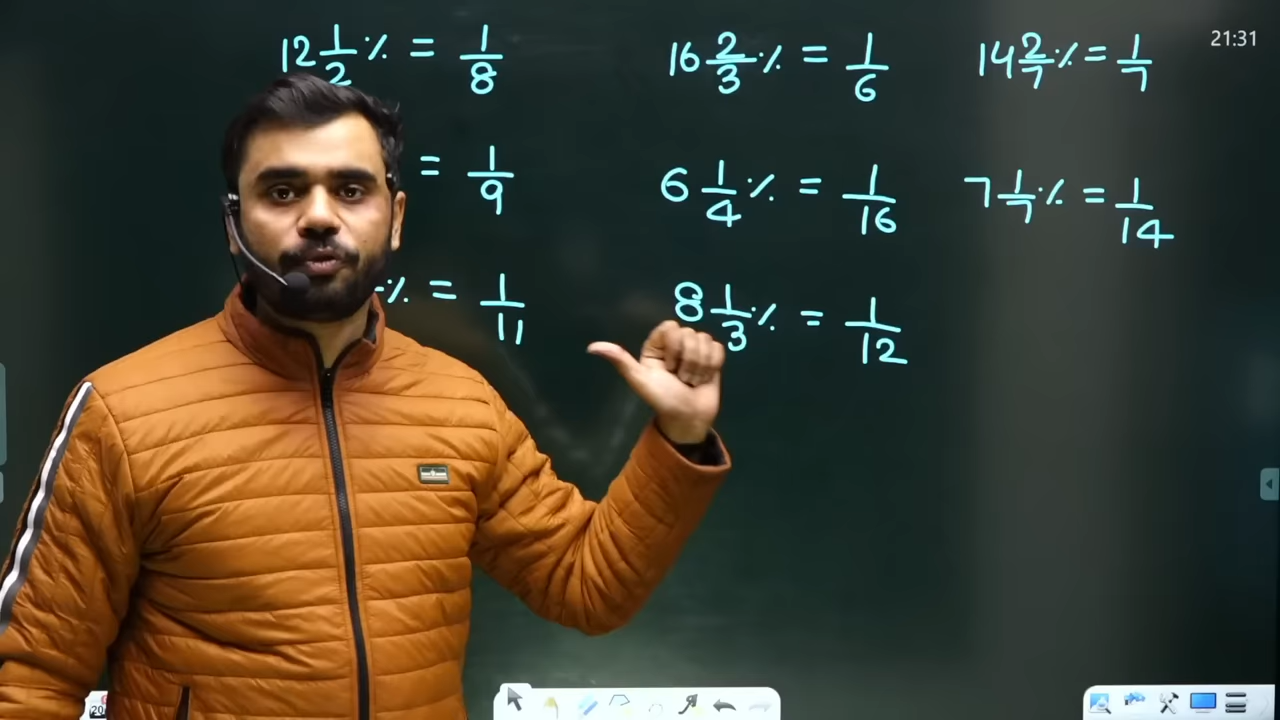 12 1/2 % = 1/8 16 2/3 % = 1/6 14 2/7 % = 1/7 21:31
= 1/9 6 1/4 % = 1/16 7 1/7 % = 1/14
% = 1/11 8 1/3 % = 1/12
20